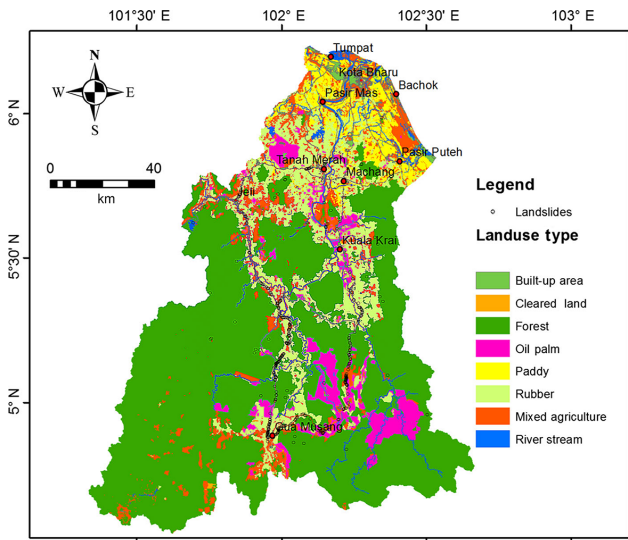 101°30' E
102° E
102°30' E
103° E
N
W
E
S
6° N
5°30' N
5° N
0
40
km
Tumpat
Kota Bharu
Pasir Mas
Bachok
Pasir Puteh
Tanah Merah
Machang
Jeli
Kuala Krai
Gua Musang
Legend
Landslides
Landuse type
Built-up area
Cleared land
Forest
Oil palm
Paddy
Rubber
Mixed agriculture
River stream